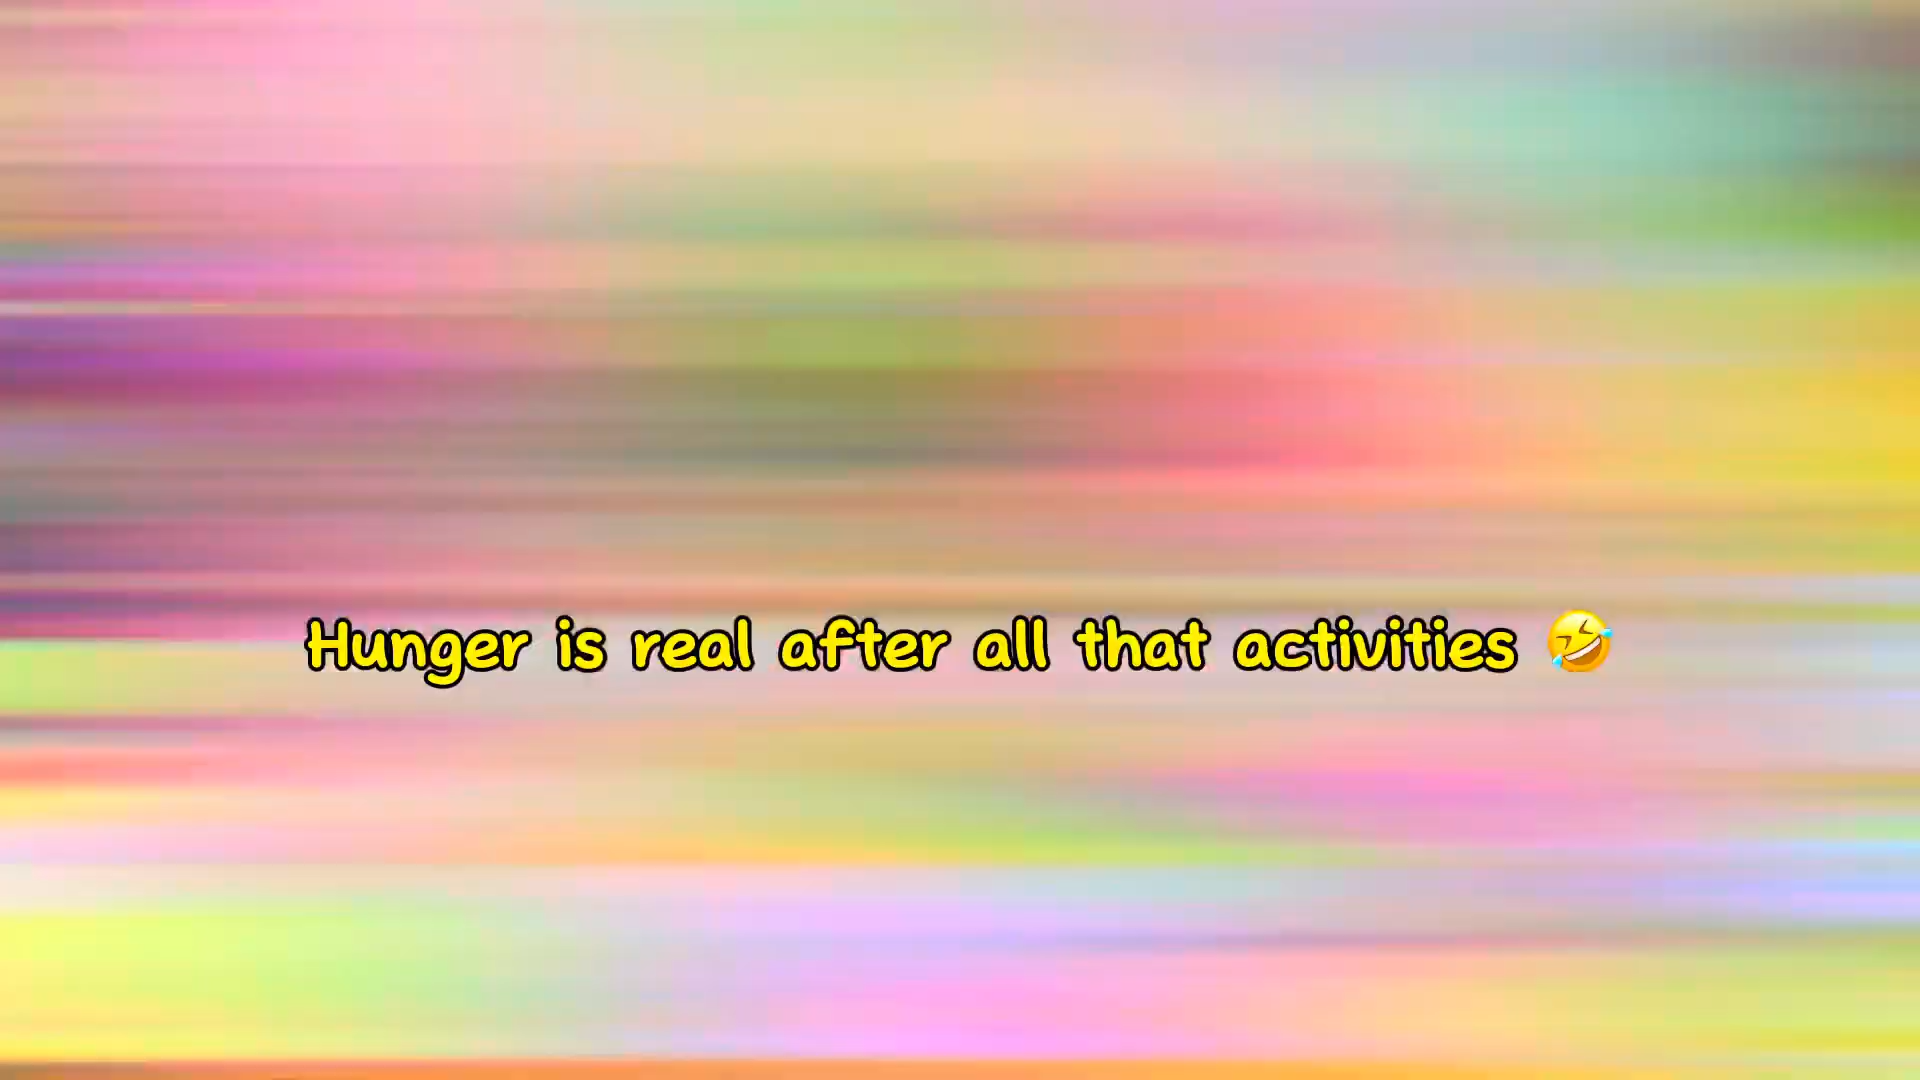 Hunger is real after all that activities 🤣